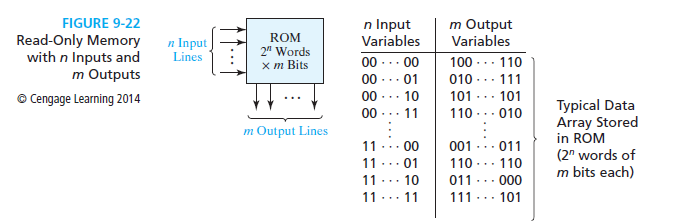 FIGURE 9-22
Read-Only Memory
with n Inputs and
m Outputs
© Cengage Learning 2014
n Input
Lines
ROM
2ⁿ Words
× m Bits
m Output Lines
n Input
Variables
m Output
Variables
00 ··· 00 100 ··· 110
00 ··· 01 010 ··· 111
00 ··· 10 101 ··· 101
00 ··· 11 110 ··· 010
11 ··· 00 001 ··· 011
11 ··· 01 110 ··· 110
11 ··· 10 011 ··· 000
11 ··· 11 111 ··· 101
Typical Data
Array Stored
in ROM
(2ⁿ words of
m bits each)